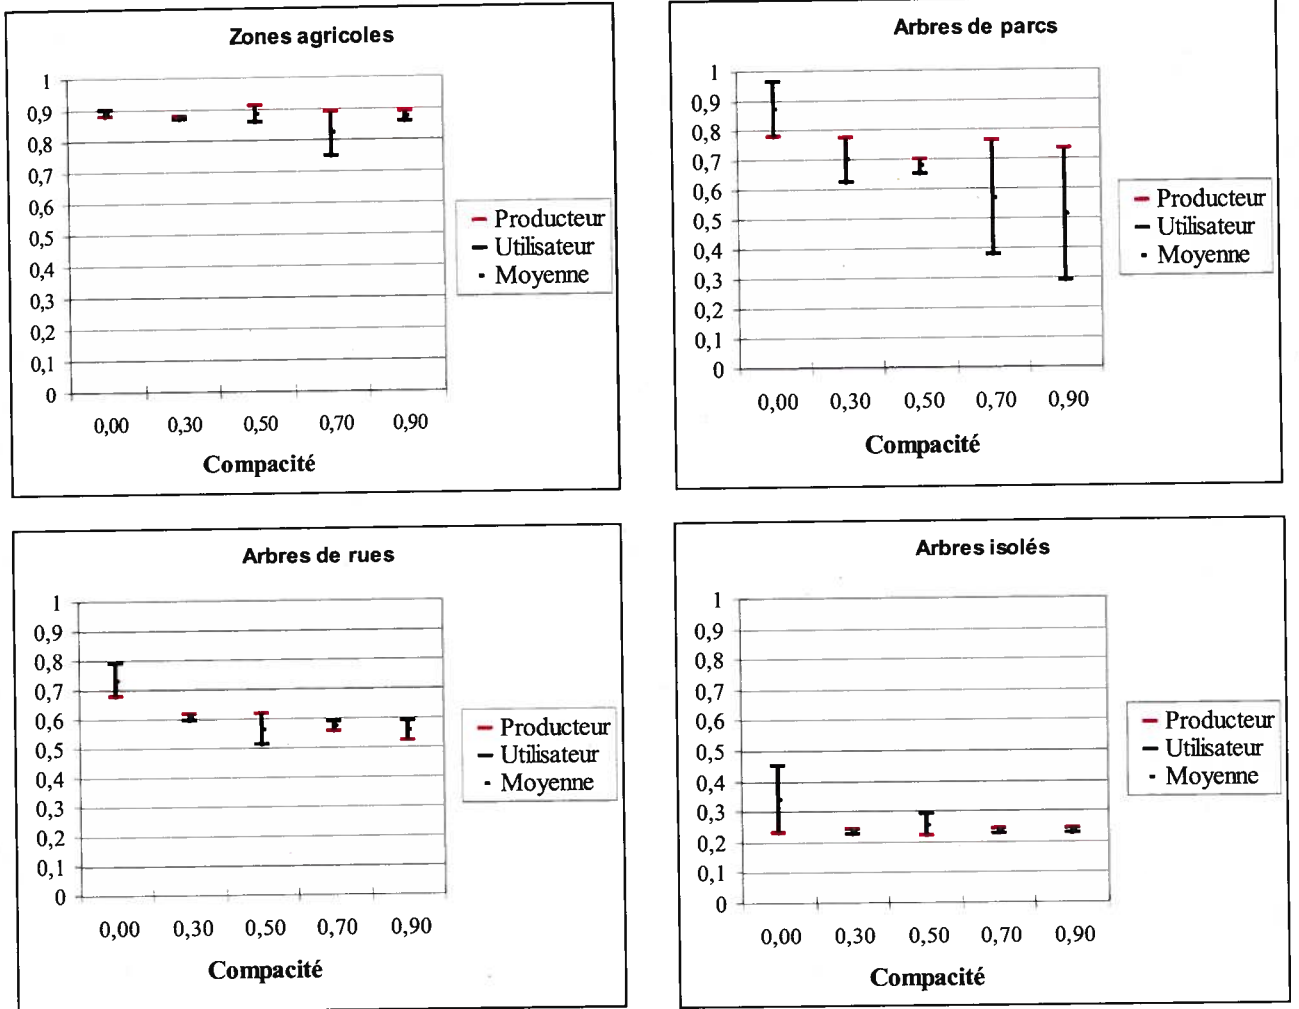 Zones agricoles
1
0,9
0,8
0,7
0,6
0,5
0,4
0,3
0,2
0,1
0
0,00 0,30 0,50 0,70 0,90
Compacité
Producteur
Utilisateur
Moyenne
Arbres de parcs
1
0,9
0,8
0,7
0,6
0,5
0,4
0,3
0,2
0,1
0
0,00 0,30 0,50 0,70 0,90
Compacité
Producteur
Utilisateur
Moyenne
Arbres de rues
1
0,9
0,8
0,7
0,6
0,5
0,4
0,3
0,2
0,1
0
0,00 0,30 0,50 0,70 0,90
Compacité
Producteur
Utilisateur
Moyenne
Arbres isolés
1
0,9
0,8
0,7
0,6
0,5
0,4
0,3
0,2
0,1
0
0,00 0,30 0,50 0,70 0,90
Compacité
Producteur
Utilisateur
Moyenne